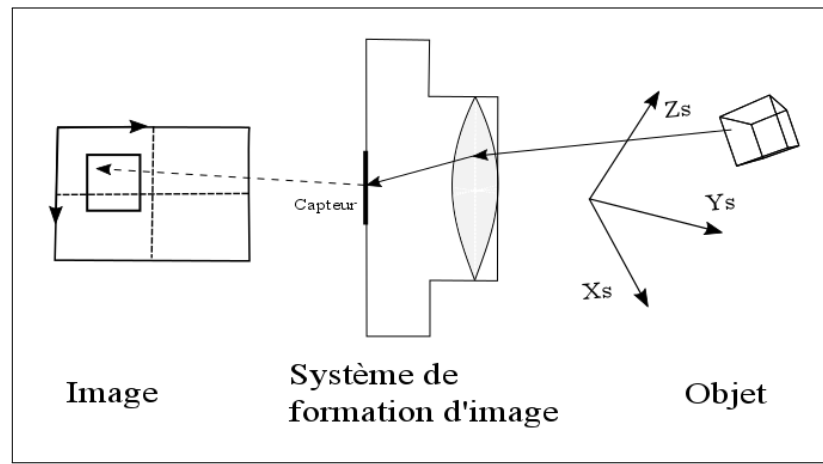 Zs
Ys
Xs
Capteur
Image
Système de
formation d'image
Objet